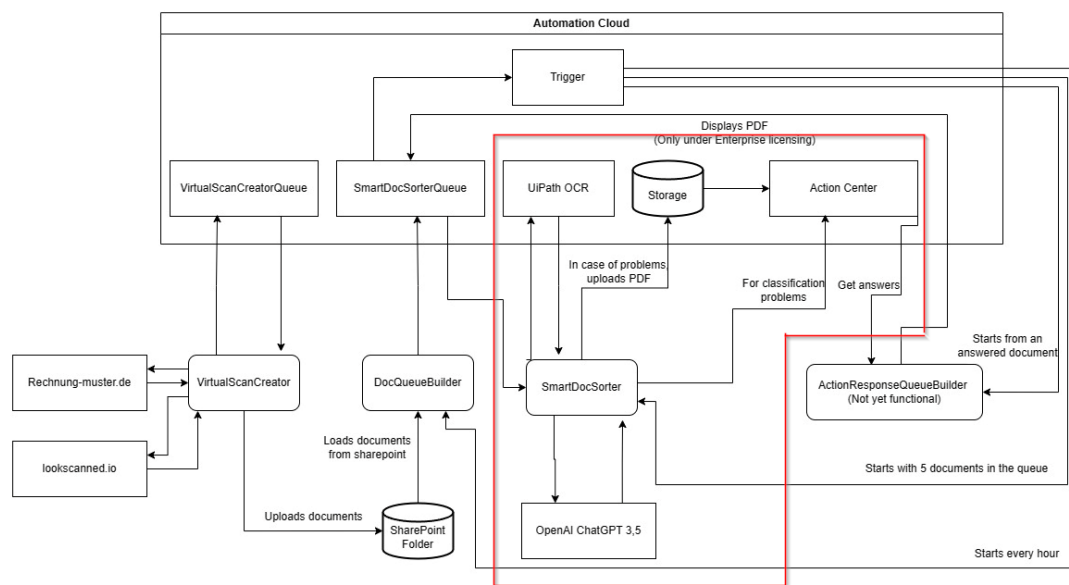 Automation Cloud
Trigger
Displays PDF
(Only under Enterprise licensing)
VirtualScanCreatorQueue
SmartDocSorterQueue
UiPath OCR
Storage
Action Center
In case of problems,
uploads PDF
For classification
problems
Get answers
Starts from an
answered document
Rechnung-muster.de
VirtualScanCreator
DocQueueBuilder
SmartDocSorter
ActionResponseQueueBuilder
(Not yet functional)
Loads documents
from sharepoint
lookscanned.io
Starts with 5 documents in the queue
Uploads documents
SharePoint
Folder
OpenAI ChatGPT 3,5
Starts every hour